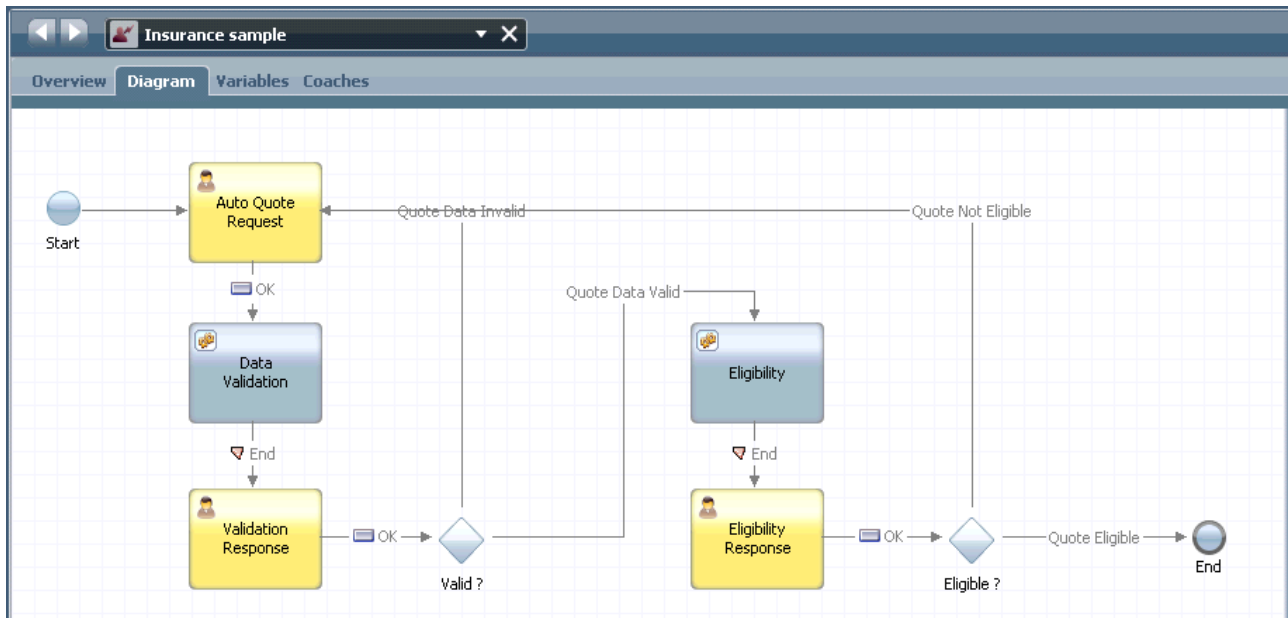 Insurance sample
Overview Diagram Variables Coaches
Auto Quote
Request
Start
Quote Data Invalid
Quote Not Eligible
OK
Quote Data Valid
Data
Validation
Eligibility
End
End
Validation
Response
OK
Valid ?
Eligibility
Response
OK
Eligible ?
Quote Eligible
End